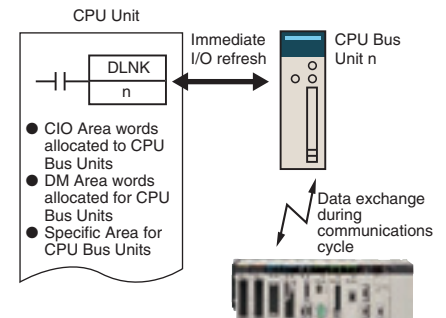 CPU Unit
DLNK
n
● CIO Area words
allocated to CPU
Bus Units
● DM Area words
allocated for CPU
Bus Units
● Specific Area for
CPU Bus Units
Immediate
I/O refresh
CPU Bus
Unit n
Data exchange
during
communications
cycle